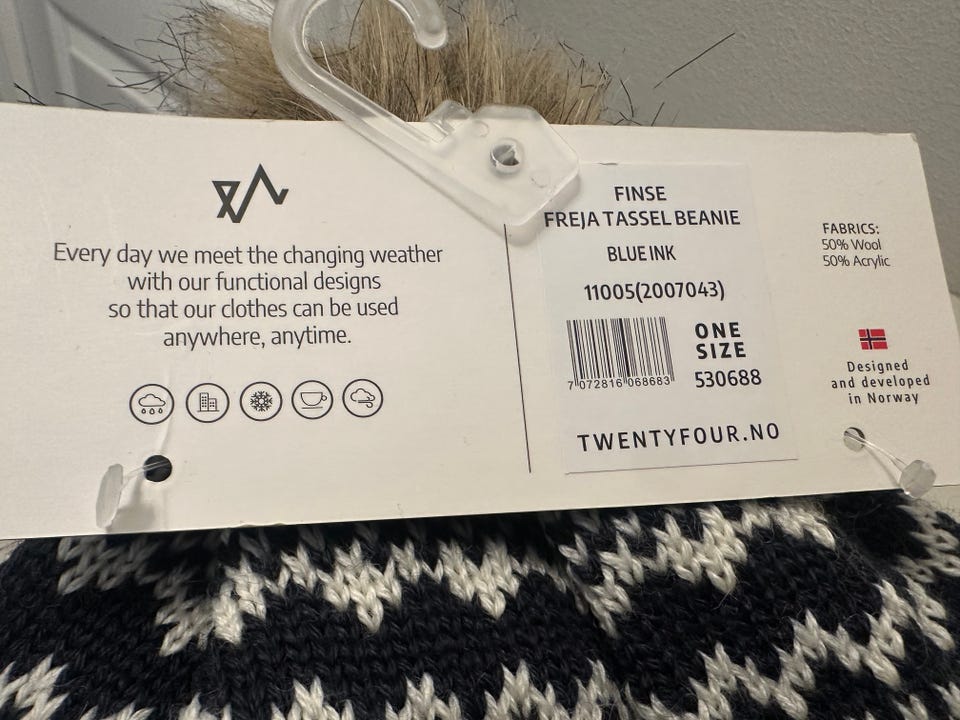 Every day we meet the changing weather
with our functional designs
so that our clothes can be used
anywhere, anytime.
FINSE
FREJA TASSEL BEANIE
BLUE INK
11005(2007043)
7 072816 068683
ONE
SIZE
530688
TWENTYFOUR.NO
FABRICS:
50% Wool
50% Acrylic
Designed
and developed
in Norway